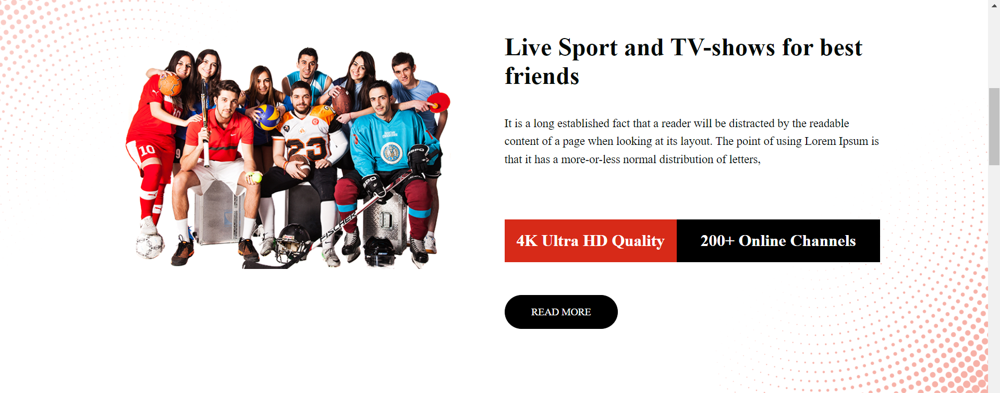 Live Sport and TV-shows for best
friends
It is a long established fact that a reader will be distracted by the readable
content of a page when looking at its layout. The point of using Lorem Ipsum is
that it has a more-or-less normal distribution of letters,
4K Ultra HD Quality
200+ Online Channels
READ MORE
10
9
23
FISCHER
D